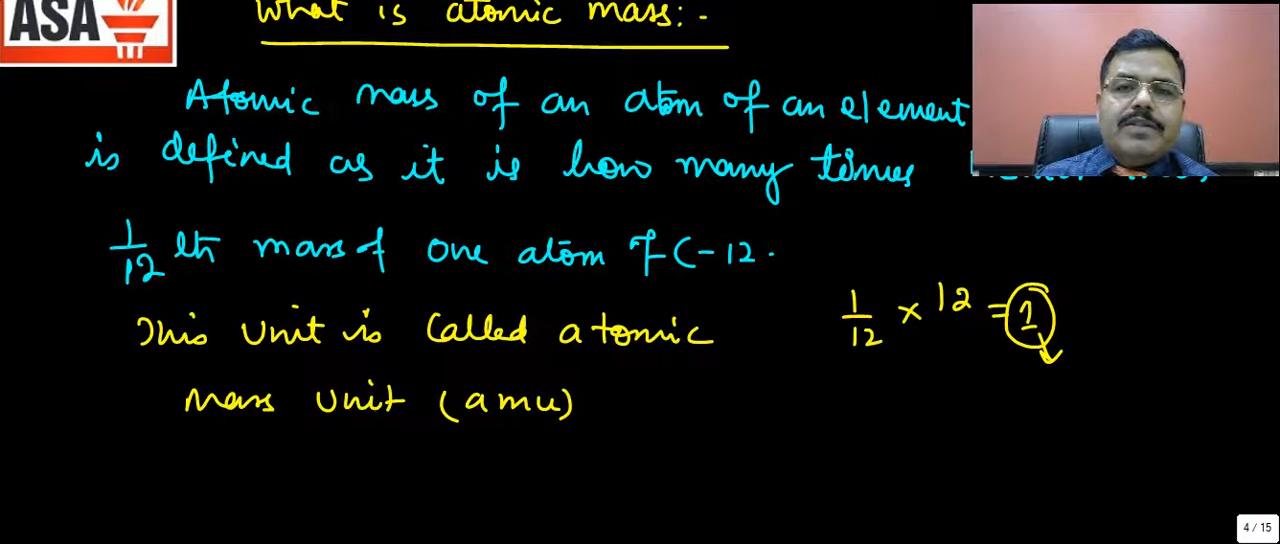 ASA
What is atomic mass:-
Atomic mass of an atom of an element
is defined as it is how many times
1/12 th mass of one atom of C-12.
This unit is called atomic
mass unit (amu)
1/12 × 12 = 1
4 / 15